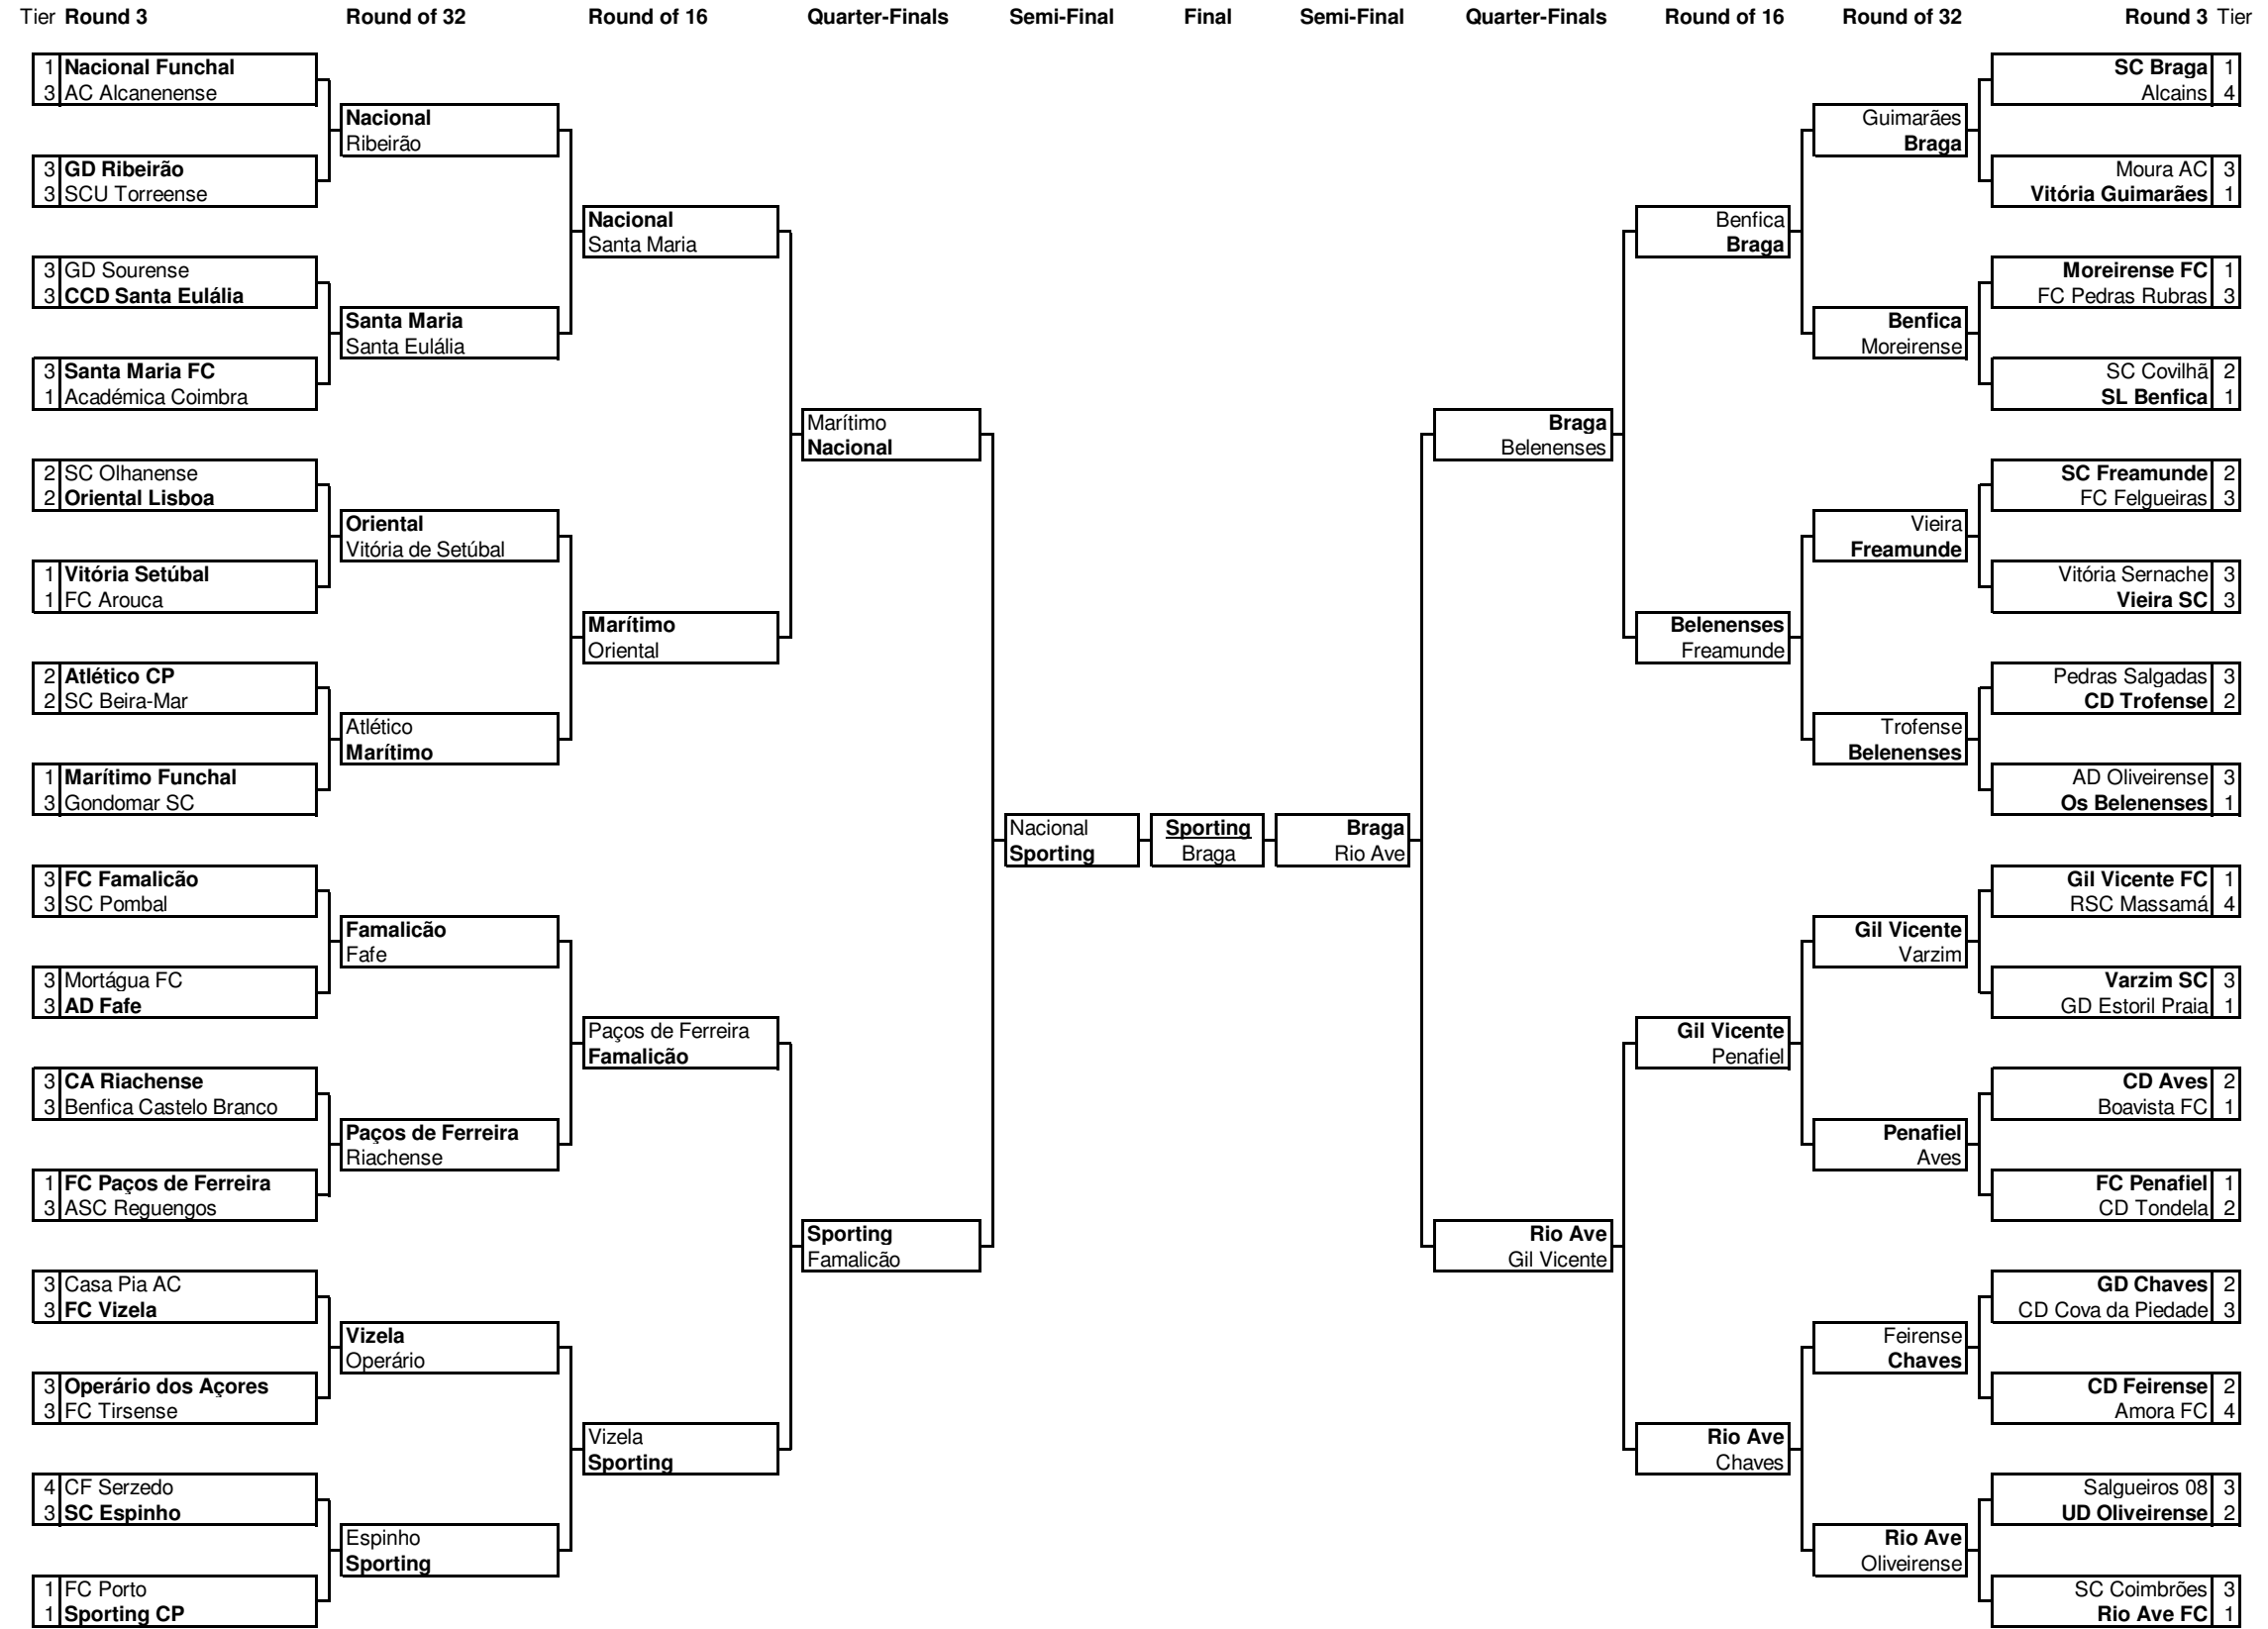 Tier Round 3 Round of 32 Round of 16 Quarter-Finals Semi-Final Final Semi-Final Quarter-Finals Round of 16 Round of 32 Round 3 Tier
1 Nacional Funchal
3 AC Alcanenense
3 GD Ribeirão
3 SCU Torreense
3 GD Sourense
3 CCD Santa Eulália
3 Santa Maria FC
1 Académica Coimbra
2 SC Olhanense
2 Oriental Lisboa
1 Vitória Setúbal
1 FC Arouca
2 Atlético CP
2 SC Beira-Mar
1 Marítimo Funchal
3 Gondomar SC
3 FC Famalicão
3 SC Pombal
3 Mortágua FC
3 AD Fafe
3 CA Riachense
3 Benfica Castelo Branco
1 FC Paços de Ferreira
3 ASC Reguengos
3 Casa Pia AC
3 FC Vizela
3 Operário dos Açores
3 FC Tirsense
4 CF Serzedo
3 SC Espinho
1 FC Porto
1 Sporting CP
Nacional
Ribeirão
Santa Maria
Santa Eulália
Oriental
Vitória de Setúbal
Atlético
Marítimo
Famalicão
Fafe
Paços de Ferreira
Riachense
Vizela
Operário
Espinho
Sporting
Nacional
Santa Maria
Marítimo
Oriental
Paços de Ferreira
Famalicão
Vizela
Sporting
Marítimo
Nacional
Sporting
Famalicão
Nacional
Sporting
Sporting
Braga
Braga
Rio Ave
Braga
Belenenses
Rio Ave
Gil Vicente
Benfica
Braga
Belenenses
Freamunde
Gil Vicente
Penafiel
Rio Ave
Chaves
Guimarães
Braga
Benfica
Moreirense
Vieira
Freamunde
Trofense
Belenenses
Gil Vicente
Varzim
Penafiel
Aves
Feirense
Chaves
Rio Ave
Oliveirense
SC Braga 1
Alcains 4
Moura AC 3
Vitória Guimarães 1
Moreirense FC 1
FC Pedras Rubras 3
SC Covilhã 2
SL Benfica 1
SC Freamunde 2
FC Felgueiras 3
Vitória Sernache 3
Vieira SC 3
Pedras Salgadas 3
CD Trofense 2
AD Oliveirense 3
Os Belenenses 1
Gil Vicente FC 1
RSC Massamá 4
Varzim SC 3
GD Estoril Praia 1
CD Aves 2
Boavista FC 1
FC Penafiel 1
CD Tondela 2
GD Chaves 2
CD Cova da Piedade 3
CD Feirense 2
Amora FC 4
Salgueiros 08 3
UD Oliveirense 2
SC Coimbrões 3
Rio Ave FC 1